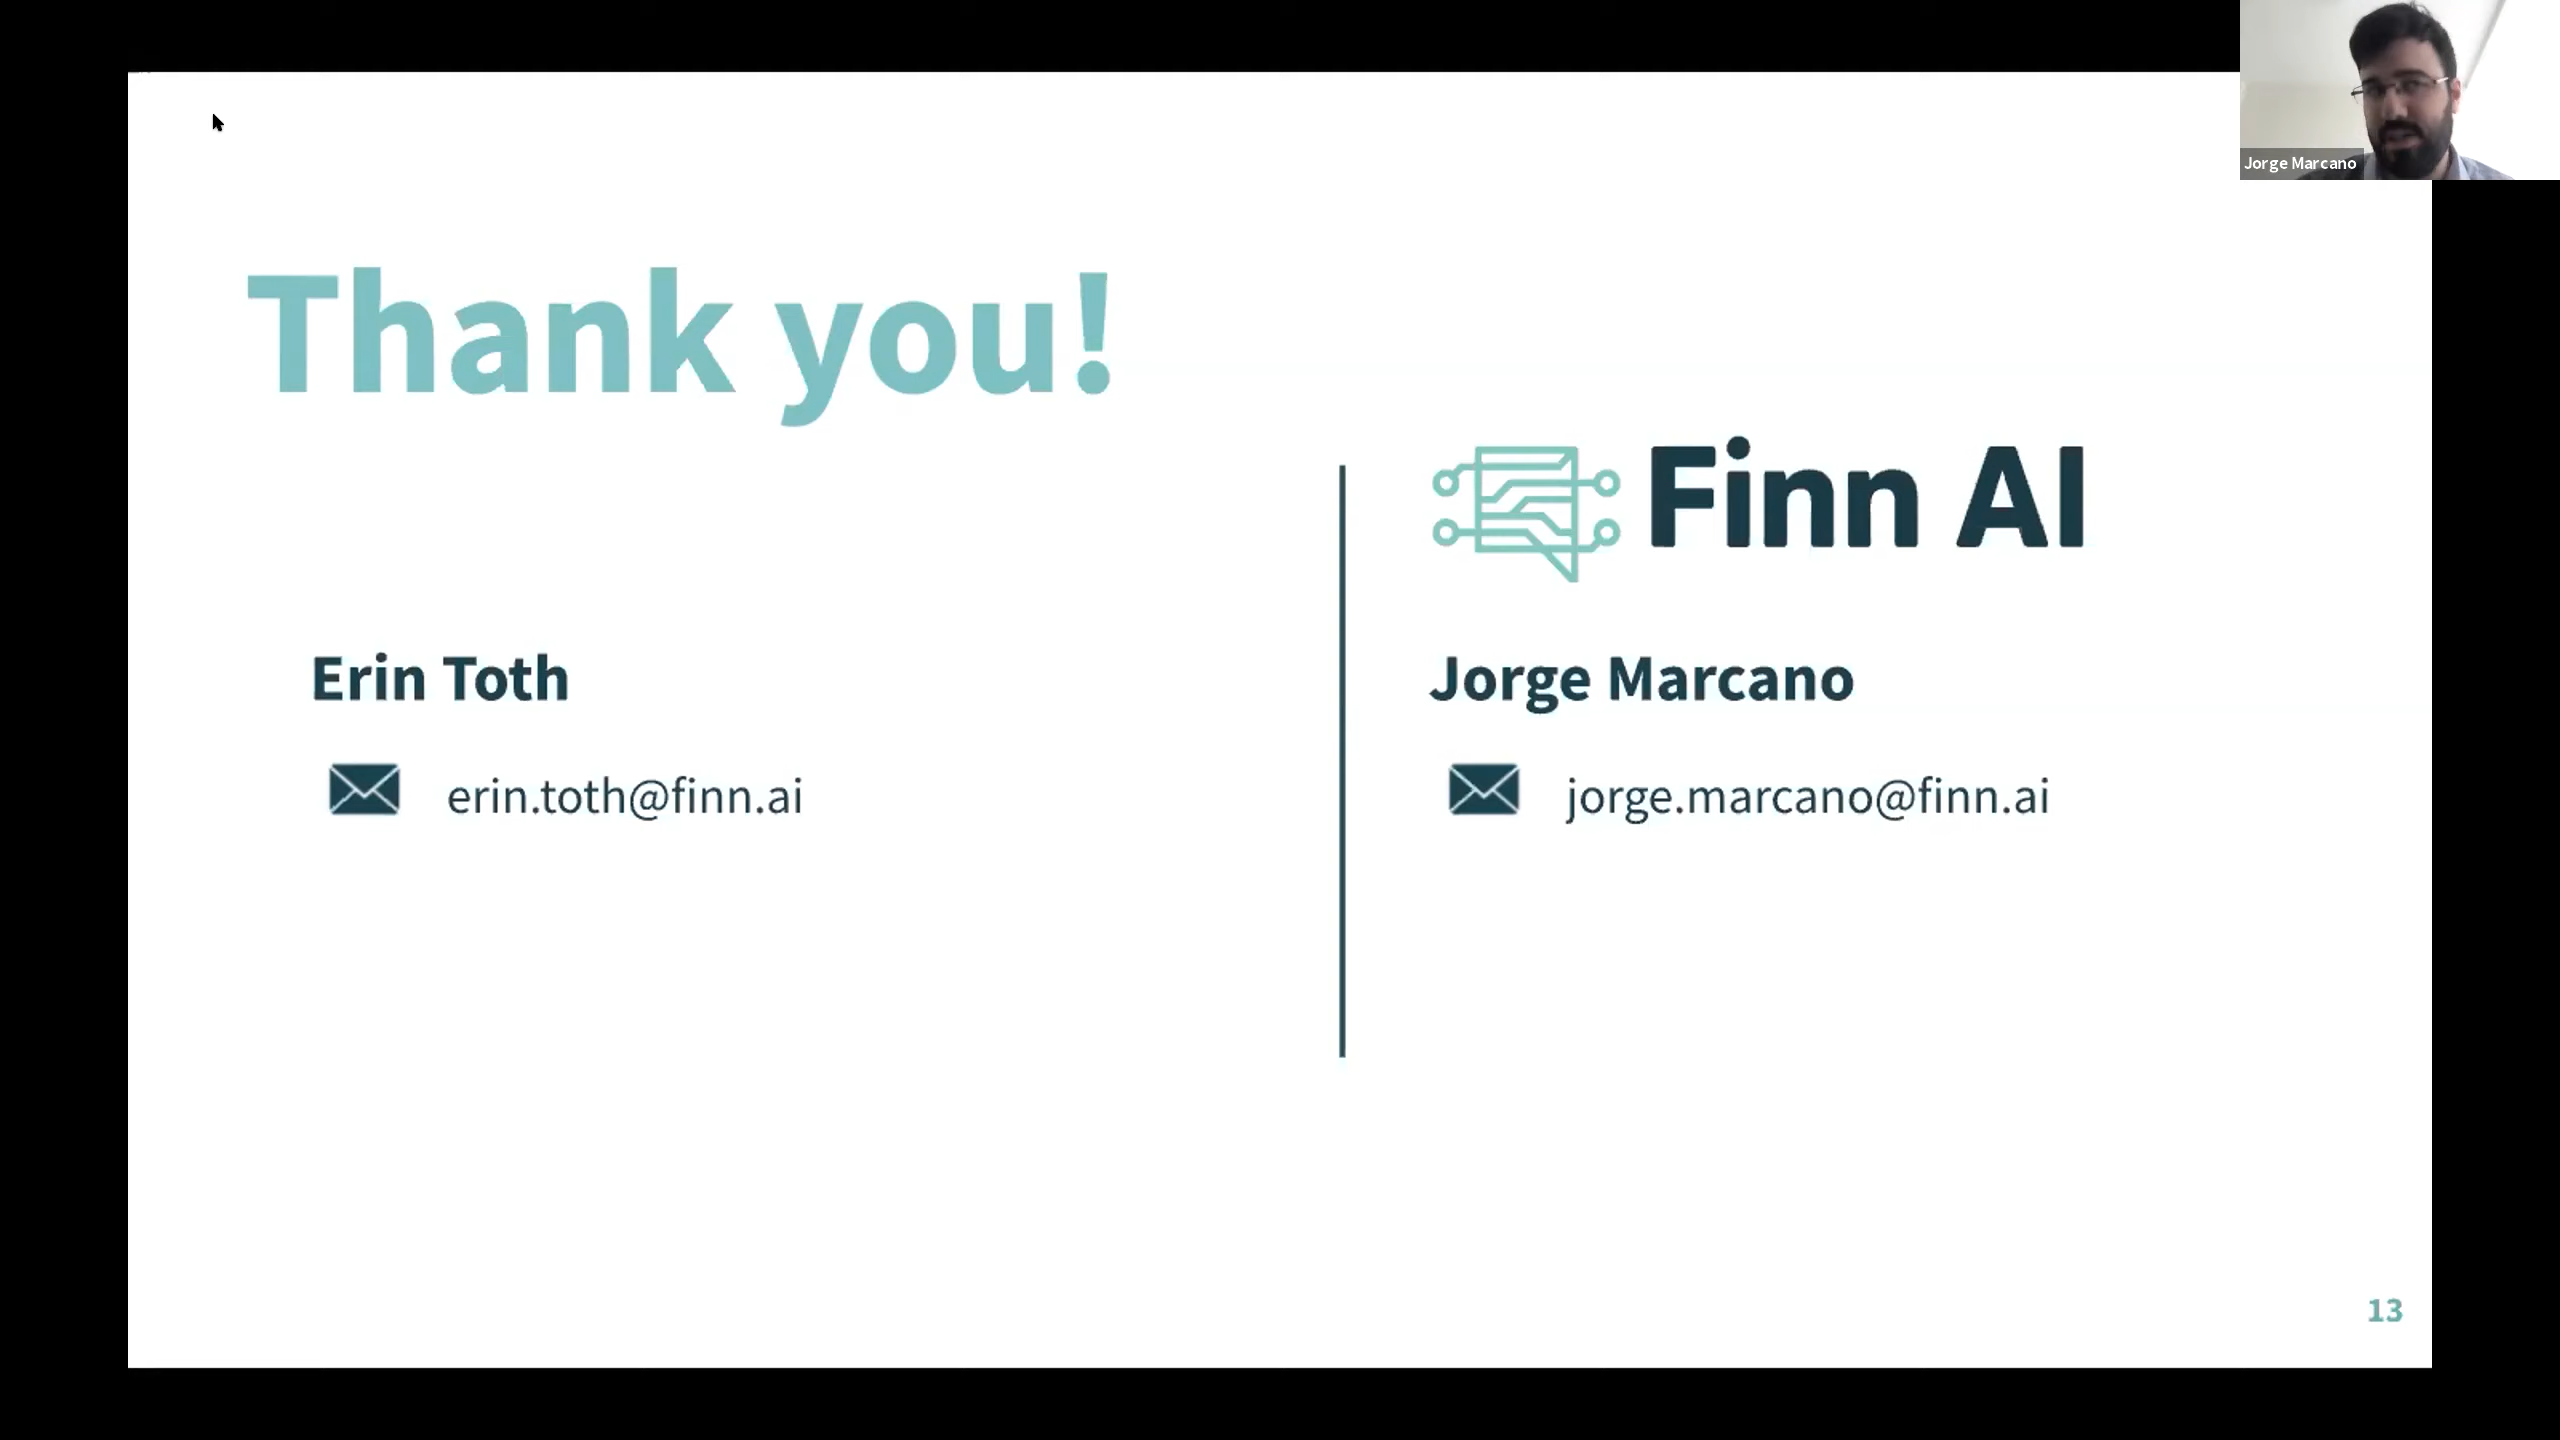 Jorge Marcano
Thank you!
Finn AI
Erin Toth
erin.toth@finn.ai
Jorge Marcano
jorge.marcano@finn.ai
13